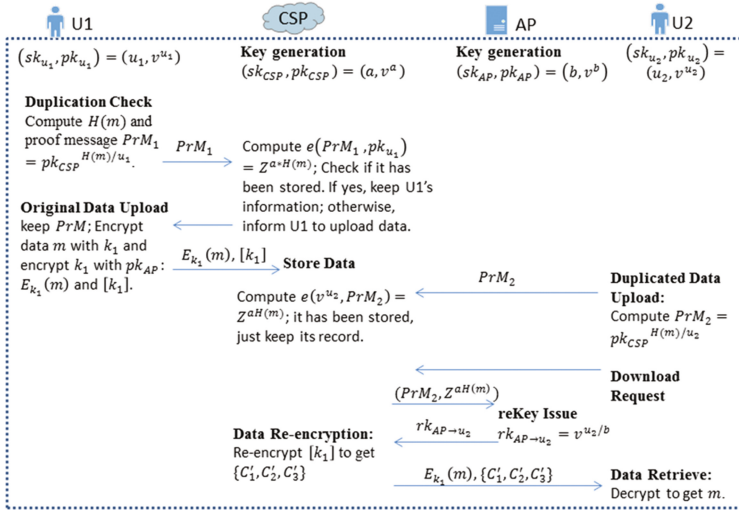 U1
CSP
AP
U2
(sk_{u_1}, pk_{u_1}) = (u_1, v^{u_1})
Key generation
(sk_{CSP}, pk_{CSP}) = (a, v^a)
Key generation
(sk_{AP}, pk_{AP}) = (b, v^b)
(sk_{u_2}, pk_{u_2}) =
(u_2, v^{u_2})
Duplication Check
Compute H(m) and
proof message PrM_1
= pk_{CSP}^{H(m)/u_1}.
PrM_1
Compute e(PrM_1, pk_{u_1})
= Z^{a*H(m)}; Check if it has
been stored. If yes, keep U1's
information; otherwise,
inform U1 to upload data.
Original Data Upload
keep PrM; Encrypt
data m with k_1 and
encrypt k_1 with pk_{AP}:
E_{k_1}(m) and [k_1].
E_{k_1}(m), [k_1]
Store Data
Compute e(v^{u_2}, PrM_2) =
Z^{aH(m)}; it has been stored,
just keep its record.
PrM_2
Duplicated Data
Upload:
Compute PrM_2 =
pk_{CSP}^{H(m)/u_2}
Download
Request
(PrM_2, Z^{aH(m)})
reKey Issue
rk_{AP→u_2} = v^{u_2/b}
rk_{AP→u_2}
Data Re-encryption:
Re-encrypt [k_1] to get
{C'_1, C'_2, C'_3}
E_{k_1}(m), {C'_1, C'_2, C'_3}
Data Retrieve:
Decrypt to get m.